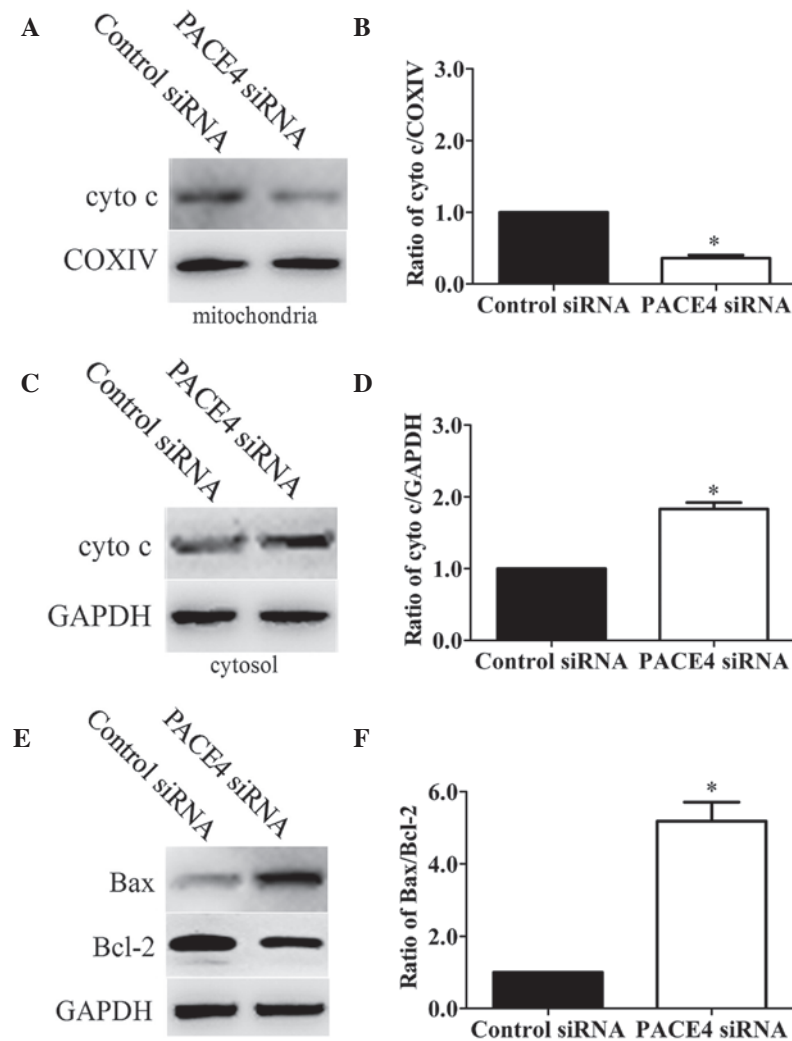 A
Control siRNA
PACE4 siRNA
cyto c
COXIV
mitochondria
B
Ratio of cyto c/COXIV
3.0
2.0
1.0
0.0
*
Control siRNA PACE4 siRNA
C
Control siRNA
PACE4 siRNA
cyto c
GAPDH
cytosol
D
Ratio of cyto c/GAPDH
3.0
2.0
1.0
0.0
*
Control siRNA PACE4 siRNA
E
Control siRNA
PACE4 siRNA
Bax
Bcl-2
GAPDH
F
Ratio of Bax/Bcl-2
6.0
4.0
2.0
0.0
*
Control siRNA PACE4 siRNA